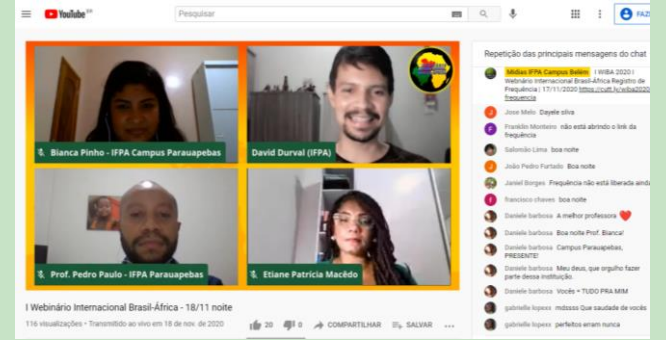 YouTube BR
Pesquisar
FAZ
Bianca Pinho - IFPA Campus Parauapebas
David Durval (IFPA)
Prof. Pedro Paulo - IFPA Parauapebas
Etiane Patrícia Macêdo
I Webinário Internacional Brasil-África - 18/11 noite
116 visualizações • Transmitido ao vivo em 18 de nov. de 2020
20
0
COMPARTILHAR
SALVAR
Repetição das principais mensagens do chat
Mídias IFPA Campus Belém I WIBA 2020 I
Webinário Internacional Brasil-África Registro de
Frequência | 17/11/2020 https://cutt.ly/wiba2020
frequencia
Jose Melo Dayele silva
Franklin Monteiro não está abrindo o link da
frequência
Salomão Lima boa noite
João Pedro Furtado Boa noite
Janiel Borges Frequência não está liberada ainda
francisco chaves boa noite
Daniele barbosa A melhor professora ❤️
Daniele barbosa Boa noite Prof. Bianca!
Daniele barbosa Campus Parauapebas,
PRESENTE!
Daniele barbosa Meu deus, que orgulho fazer
parte dessa instituição.
Daniele barbosa Vocês = TUDO PRA MIM
gabrielle lopess mdssss Que saudade de vocês
gabrielle lopess perfeitos erram nunca